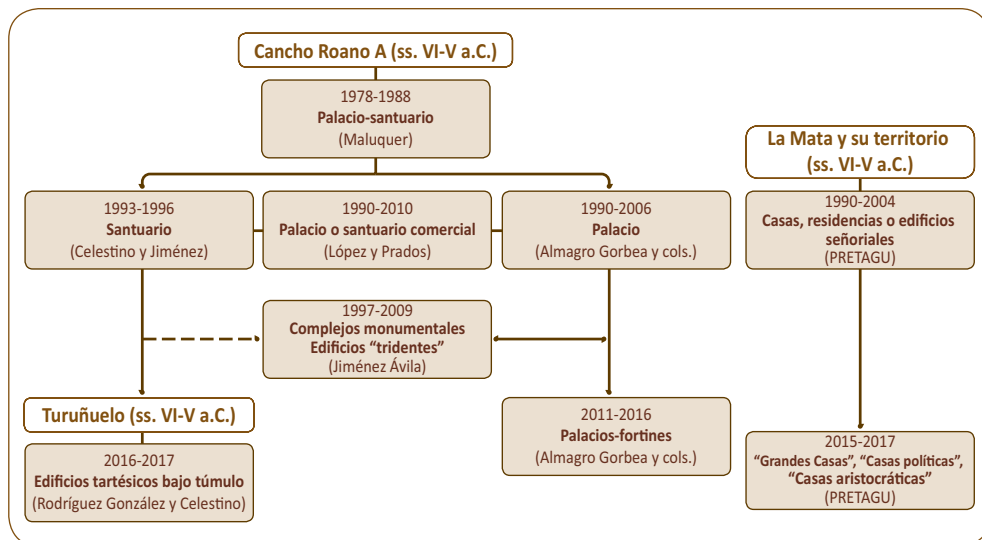 Cancho Roano A (ss. VI-V a.C.)
1978-1988
Palacio-santuario
(Maluquer)
La Mata y su territorio
(ss. VI-V a.C.)
1993-1996
Santuario
(Celestino y Jiménez)
1990-2010
Palacio o santuario comercial
(López y Prados)
1990-2006
Palacio
(Almagro Gorbea y cols.)
1990-2004
Casas, residencias o edificios
señoriales
(PRETAGU)
1997-2009
Complejos monumentales
Edificios “tridentes”
(Jiménez Ávila)
Turuñuelo (ss. VI-V a.C.)
2016-2017
Edificios tartésicos bajo túmulo
(Rodríguez González y Celestino)
2011-2016
Palacios-fortines
(Almagro Gorbea y cols.)
2015-2017
“Grandes Casas”, “Casas políticas”,
“Casas aristocráticas”
(PRETAGU)